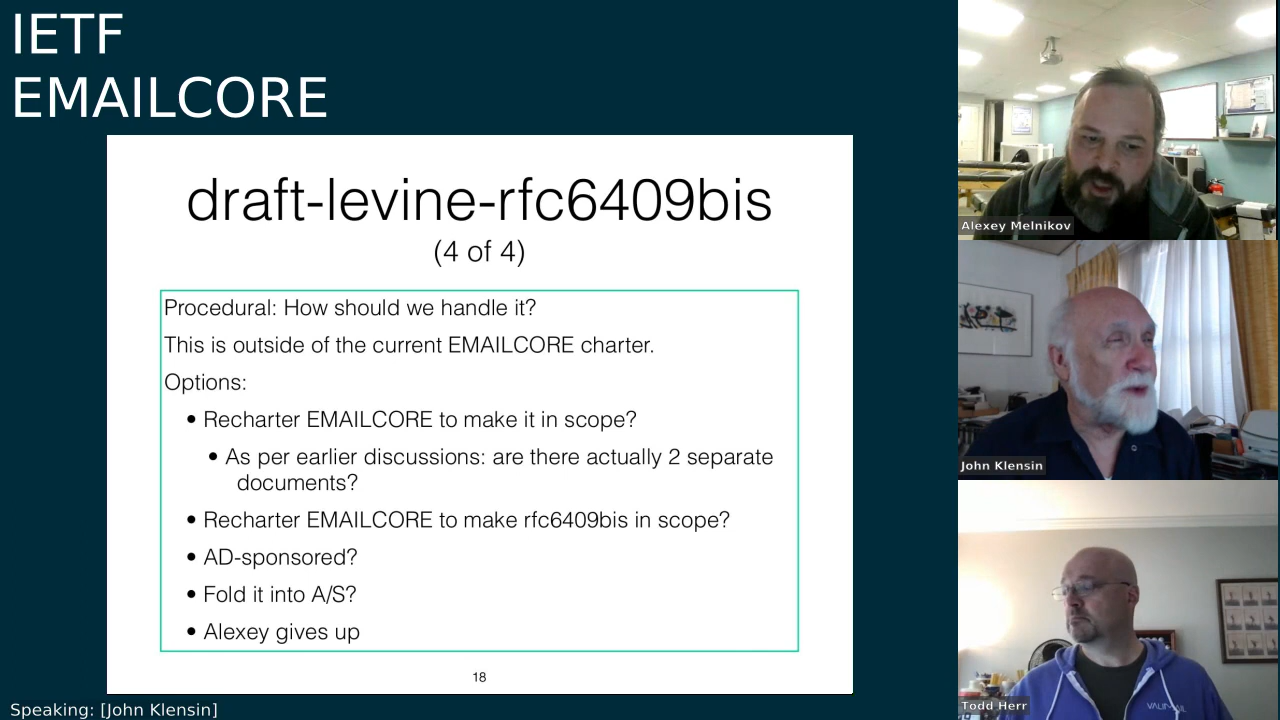 IETF
EMAILCORE
draft-levine-rfc6409bis
(4 of 4)
Procedural: How should we handle it?
This is outside of the current EMAILCORE charter.
Options:
• Recharter EMAILCORE to make it in scope?
• As per earlier discussions: are there actually 2 separate
documents?
• Recharter EMAILCORE to make rfc6409bis in scope?
• AD-sponsored?
• Fold it into A/S?
• Alexey gives up
18
Speaking: [John Klensin]
Alexey Melnikov
John Klensin
Todd Herr
VALIMAIL